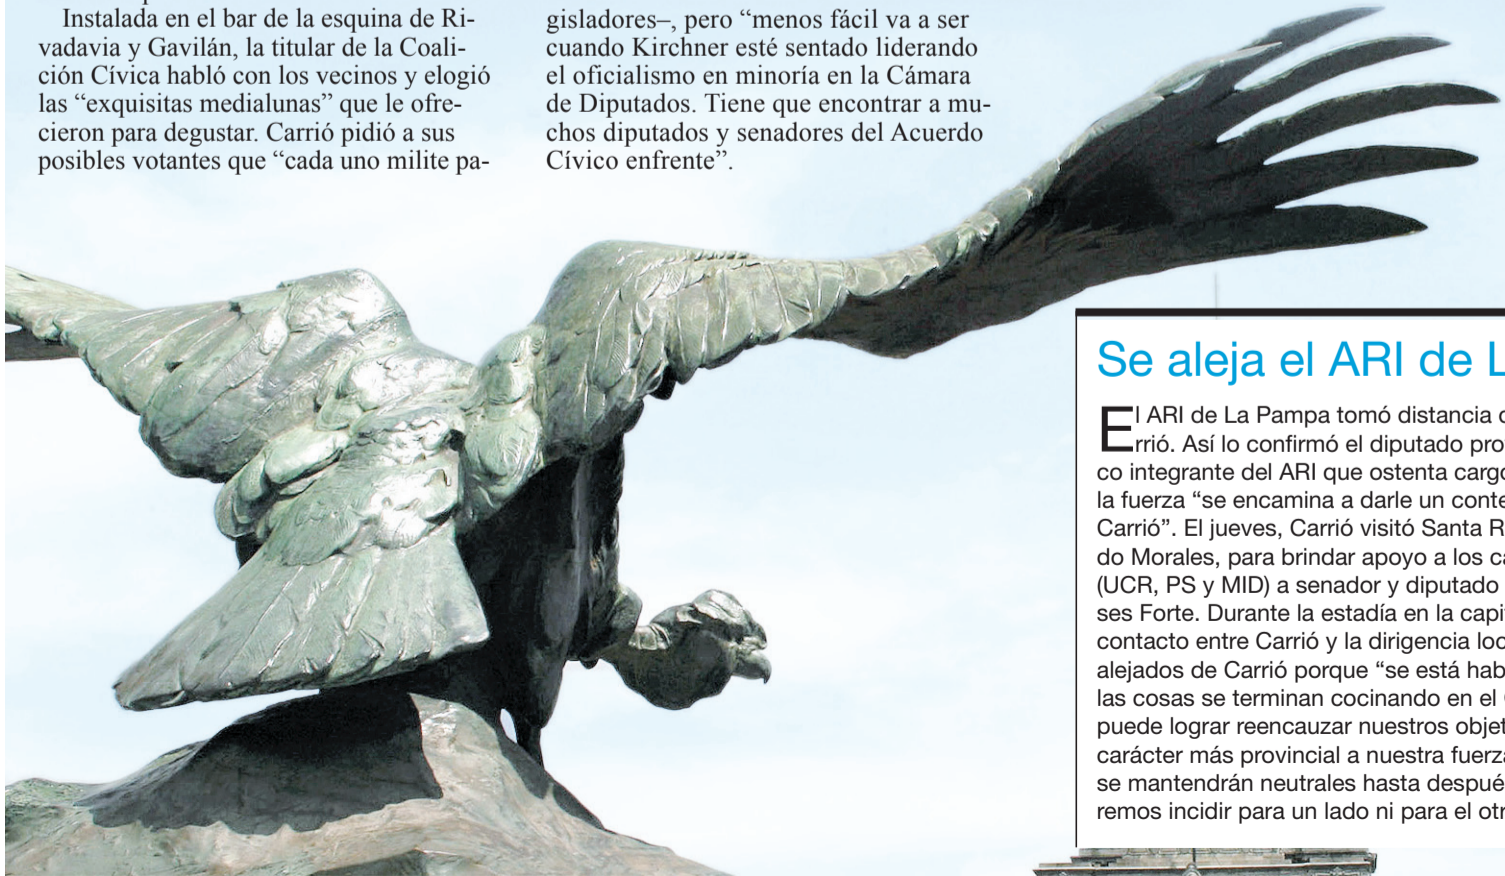 Instalada en el bar de la esquina de Ri-
vadavia y Gavilán, la titular de la Coali-
ción Cívica habló con los vecinos y elogió
las “exquisitas medialunas” que le ofre-
cieron para degustar. Carrió pidió a sus
posibles votantes que “cada uno milite pa-
gisladores–, pero “menos fácil va a ser
cuando Kirchner esté sentado liderando
el oficialismo en minoría en la Cámara
de Diputados. Tiene que encontrar a mu-
chos diputados y senadores del Acuerdo
Cívico enfrente”.
Se aleja el ARI de
El ARI de La Pampa tomó distancia
rrió. Así lo confirmó el diputado pro
co integrante del ARI que ostenta cargo
la fuerza “se encamina a darle un conte
Carrió”. El jueves, Carrió visitó Santa R
do Morales, para brindar apoyo a los ca
(UCR, PS y MID) a senador y diputado
ses Forte. Durante la estadía en la capi
contacto entre Carrió y la dirigencia loc
alejados de Carrió porque “se está hab
las cosas se terminan cocinando en el
puede lograr reencauzar nuestros objet
carácter más provincial a nuestra fuerza
se mantendrán neutrales hasta despué
remos incidir para un lado ni para el otr